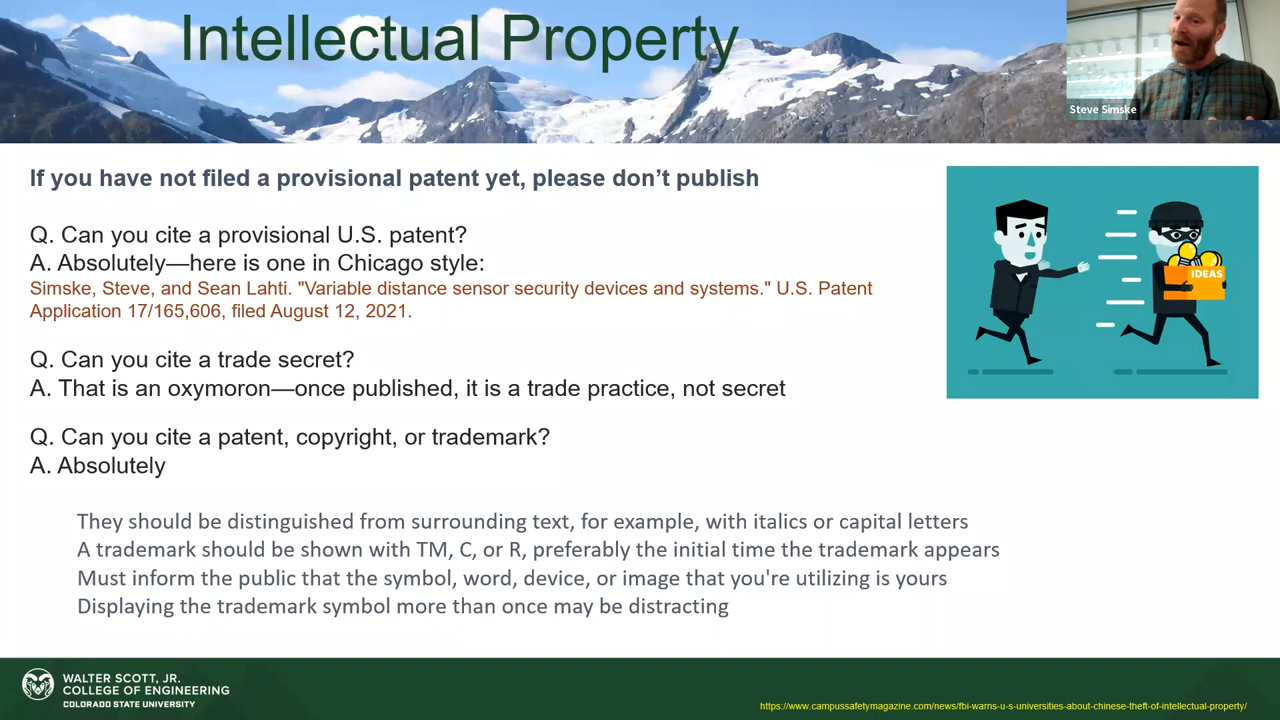 Intellectual Property
Steve Simske
If you have not filed a provisional patent yet, please don’t publish
Q. Can you cite a provisional U.S. patent?
A. Absolutely—here is one in Chicago style:
Simske, Steve, and Sean Lahti. "Variable distance sensor security devices and systems." U.S. Patent
Application 17/165,606, filed August 12, 2021.
IDEAS
Q. Can you cite a trade secret?
A. That is an oxymoron—once published, it is a trade practice, not secret
Q. Can you cite a patent, copyright, or trademark?
A. Absolutely
They should be distinguished from surrounding text, for example, with italics or capital letters
A trademark should be shown with TM, C, or R, preferably the initial time the trademark appears
Must inform the public that the symbol, word, device, or image that you're utilizing is yours
Displaying the trademark symbol more than once may be distracting
WALTER SCOTT, JR.
COLLEGE OF ENGINEERING
COLORADO STATE UNIVERSITY
https://www.campussafetymagazine.com/news/fbi-warns-u-s-universities-about-chinese-theft-of-intellectual-property/